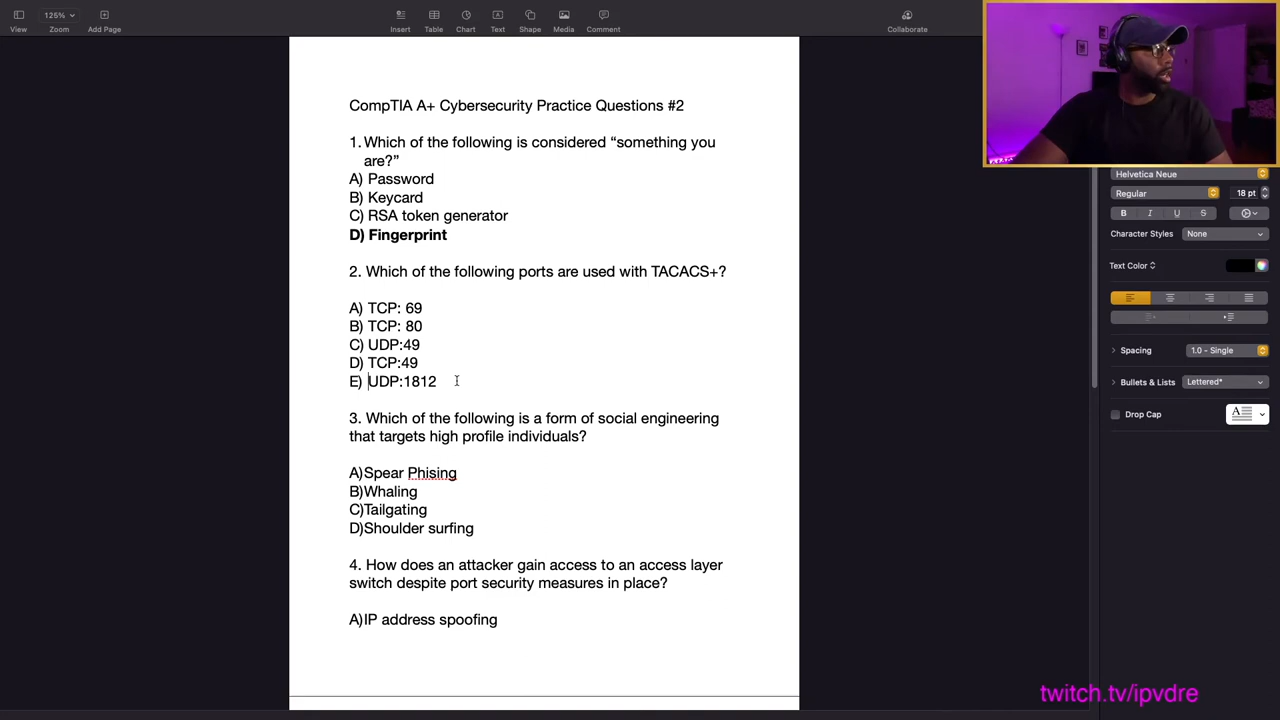 125%
View
Zoom
Add Page
Insert
Table
Chart
Shape
Text
Media
Comment
Collaborate
CompTIA A+ Cybersecurity Practice Questions #2
1. Which of the following is considered “something you
are?”
A) Password
B) Keycard
C) RSA token generator
D) Fingerprint
2. Which of the following ports are used with TACACS+?
A) TCP: 69
B) TCP: 80
C) UDP:49
D) TCP:49
E) UDP:1812
3. Which of the following is a form of social engineering
that targets high profile individuals?
A)Spear Phising
B)Whaling
C)Tailgating
D)Shoulder surfing
4. How does an attacker gain access to an access layer
switch despite port security measures in place?
A)IP address spoofing
Helvetica Neue
Regular
18 pt
B I U S
Character Styles
None
Text Color
Spacing
1.0 - Single
Bullets & Lists
Lettered*
Drop Cap
A
twitch.tv/ipvdre